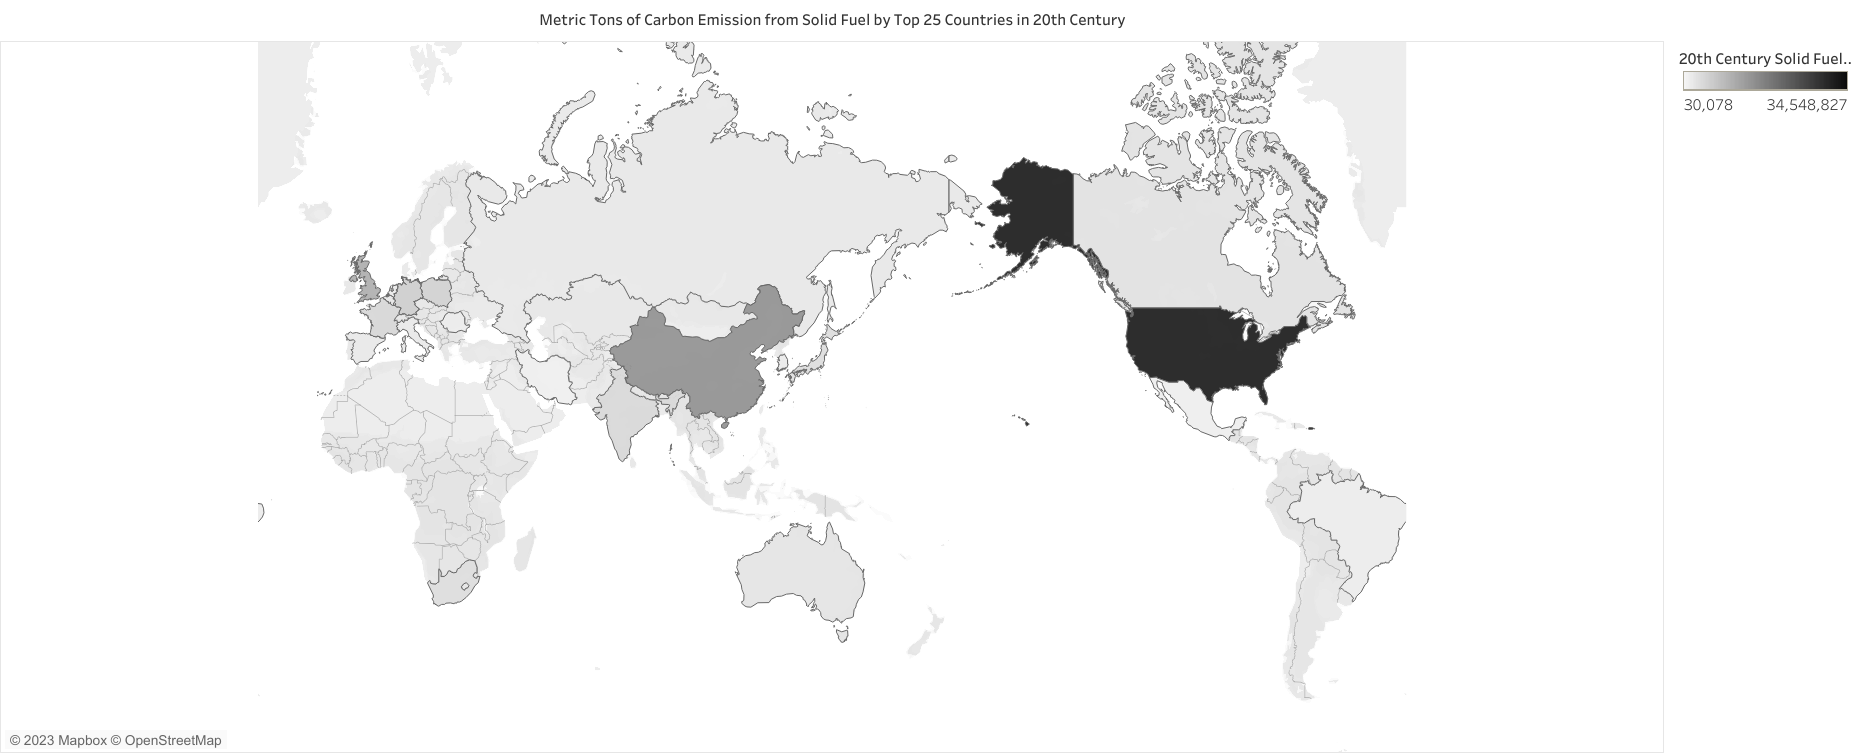 Metric Tons of Carbon Emission from Solid Fuel by Top 25 Countries in 20th Century
20th Century Solid Fuel..
30,078 34,548,827
© 2023 Mapbox © OpenStreetMap